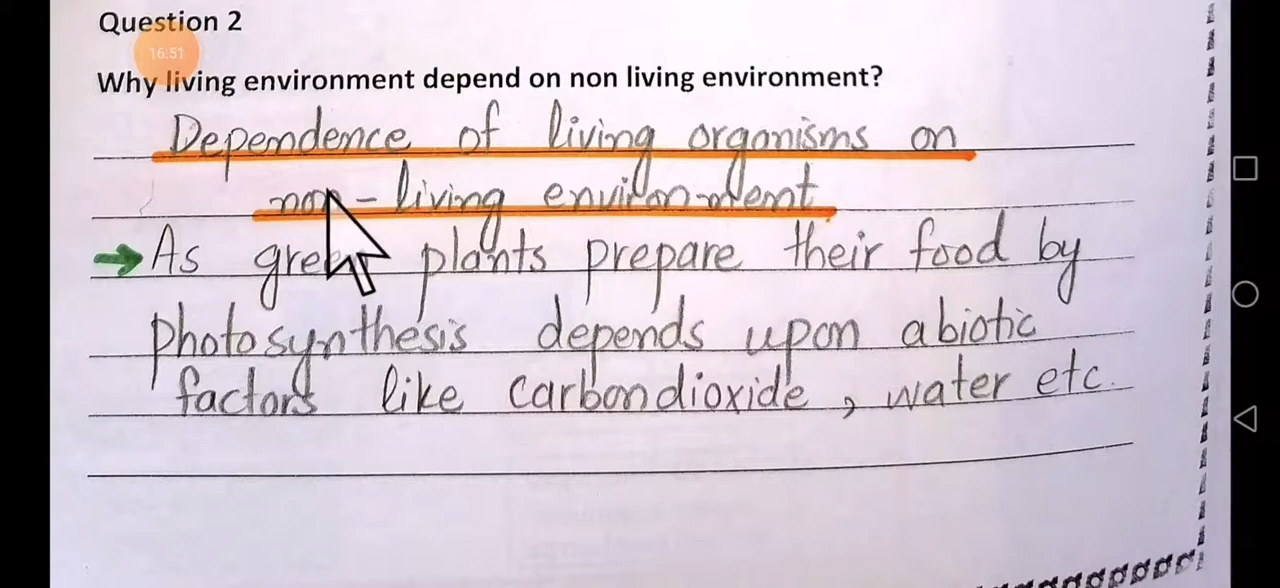 Question 2
16:51
Why living environment depend on non living environment?
Dependence of living organisms on
non-living environment
As green plants prepare their food by
photosynthesis depends upon abiotic
factors like carbondioxide, water etc.